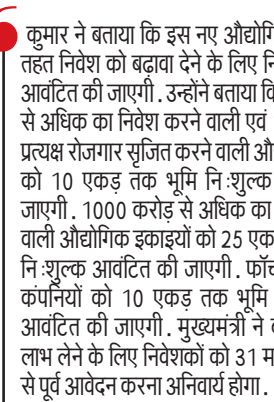 कुमार ने बताया कि इस नए
तहत निवेश को बढ़ावा देने के लिए
आवंटित की जाएगी . उन्होंने बताया
से अधिक का निवेश करने वाली एवं
प्रत्यक्ष रोजगार सृजित करने वाली
को 10 एकड़ तक भूमि नि :शुल्क
जाएगी . 1000 करोड़ से अधिक का
वाली औद्योगिक इकाइयों को 25
नि :शुल्क आवंटित की जाएगी .
कंपनियों को 10 एकड़ तक भूमि
आवंटित की जाएगी . मुख्यमंत्री ने
लाभ लेने के लिए निवेशकों को 31
से पूर्व आवेदन करना अनिवार्य होगा .